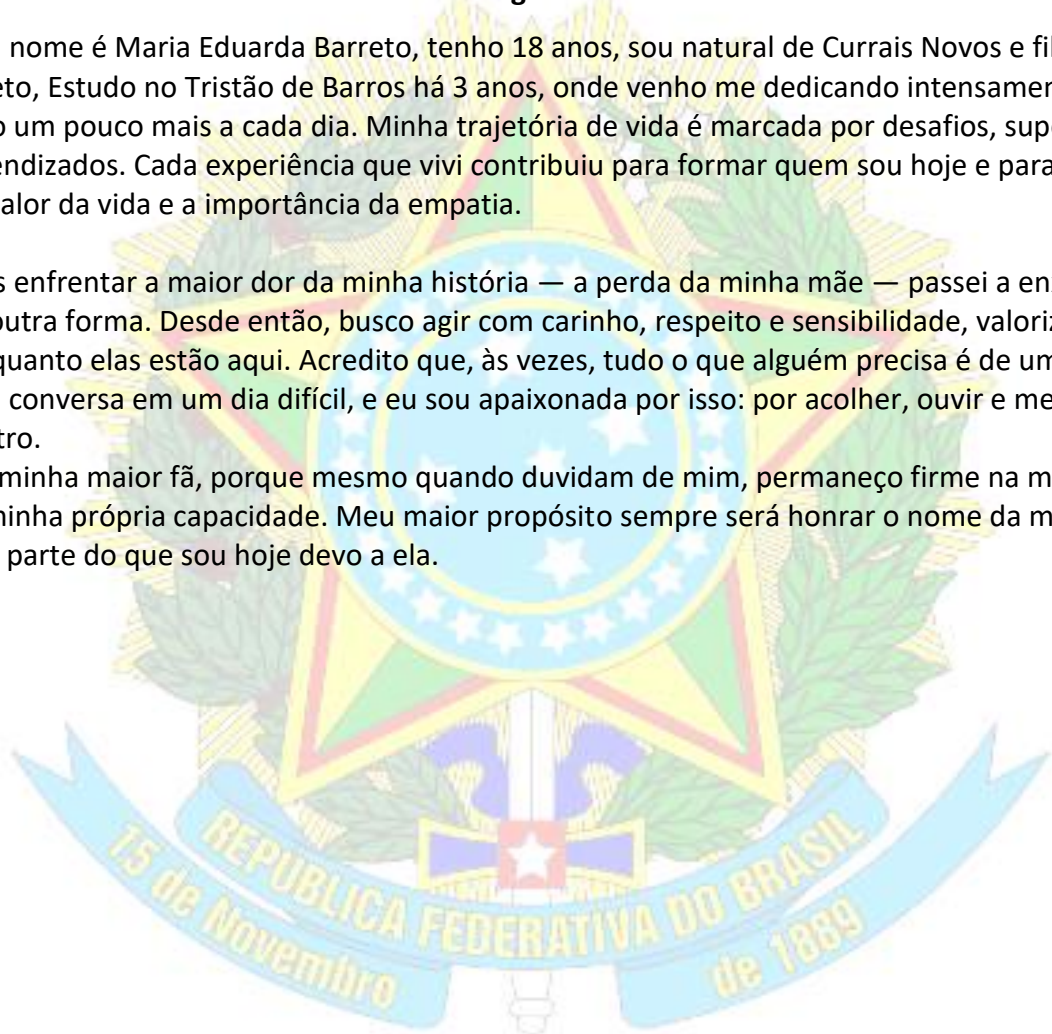 nome é Maria Eduarda Barreto, tenho 18 anos, sou natural de Currais Novos e fil
eto, Estudo no Tristão de Barros há 3 anos, onde venho me dedicando intensamen
o um pouco mais a cada dia. Minha trajetória de vida é marcada por desafios, sup
endizados. Cada experiência que vivi contribuiu para formar quem sou hoje e para
alor da vida e a importância da empatia.
s enfrentar a maior dor da minha história — a perda da minha mãe — passei a en
outra forma. Desde então, busco agir com carinho, respeito e sensibilidade, valoriz
quanto elas estão aqui. Acredito que, às vezes, tudo o que alguém precisa é de um
conversa em um dia difícil, e eu sou apaixonada por isso: por acolher, ouvir e me
tro.
minha maior fã, porque mesmo quando duvidam de mim, permaneço firme na m
minha própria capacidade. Meu maior propósito sempre será honrar o nome da m
parte do que sou hoje devo a ela.
REPUBLICA FEDERATIVA DO BRASIL
15 de Novembro de 1889